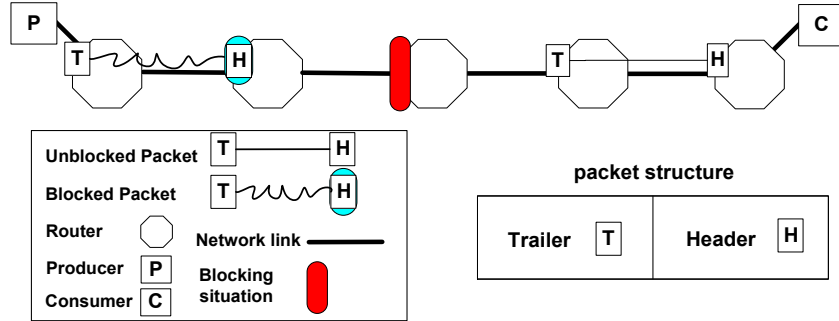 P
C
T
H
T
H
Unblocked Packet T H
Blocked Packet T H
Router
Network link
Producer P
Consumer C
Blocking
situation
packet structure
Trailer T Header H